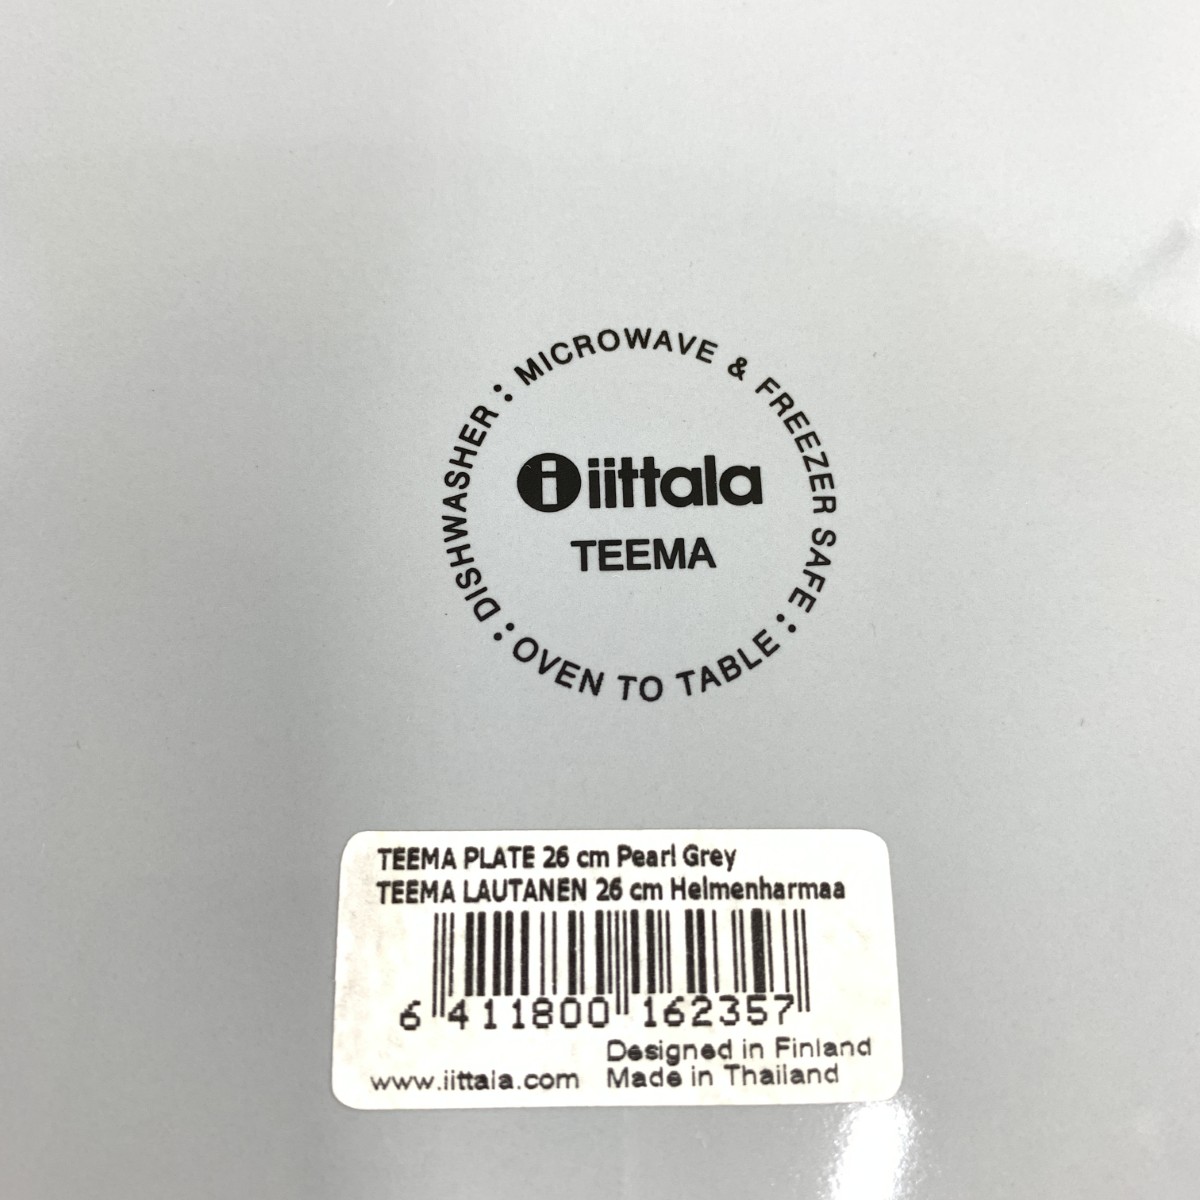 DISHWASHER : MICROWAVE & FREEZER SAFE : OVEN TO TABLE :
i iittala
TEEMA
TEEMA PLATE 26 cm Pearl Grey
TEEMA LAUTANEN 26 cm Helmenharmaa
6 411800 162357
Designed in Finland
www.iittala.com Made in Thailand